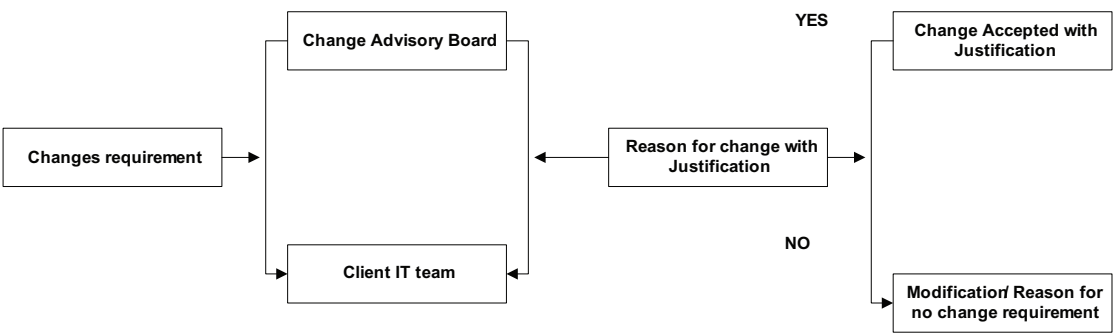 YES
Change Advisory Board
Change Accepted with
Justification
Changes requirement
Reason for change with
Justification
NO
Client IT team
Modification/ Reason for
no change requirement